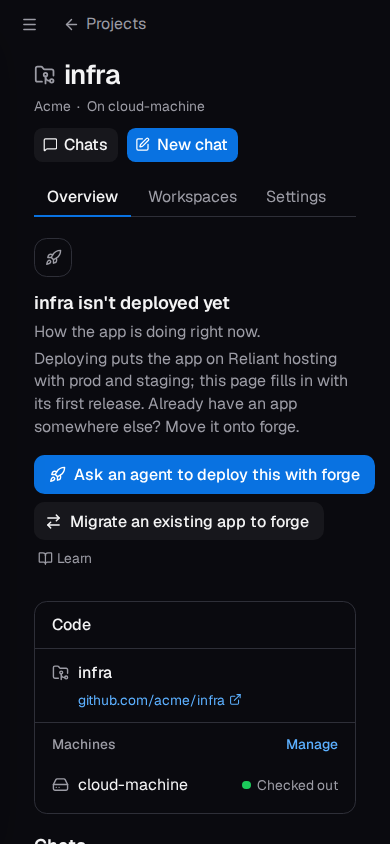 Projects
infra
Acme · On cloud-machine
Chats
New chat
Overview
Workspaces
Settings
infra isn't deployed yet
How the app is doing right now.
Deploying puts the app on Reliant hosting
with prod and staging; this page fills in with
its first release. Already have an app
somewhere else? Move it onto forge.
Ask an agent to deploy this with forge
Migrate an existing app to forge
Learn
Code
infra
github.com/acme/infra
Machines
Manage
cloud-machine
Checked out
Chats